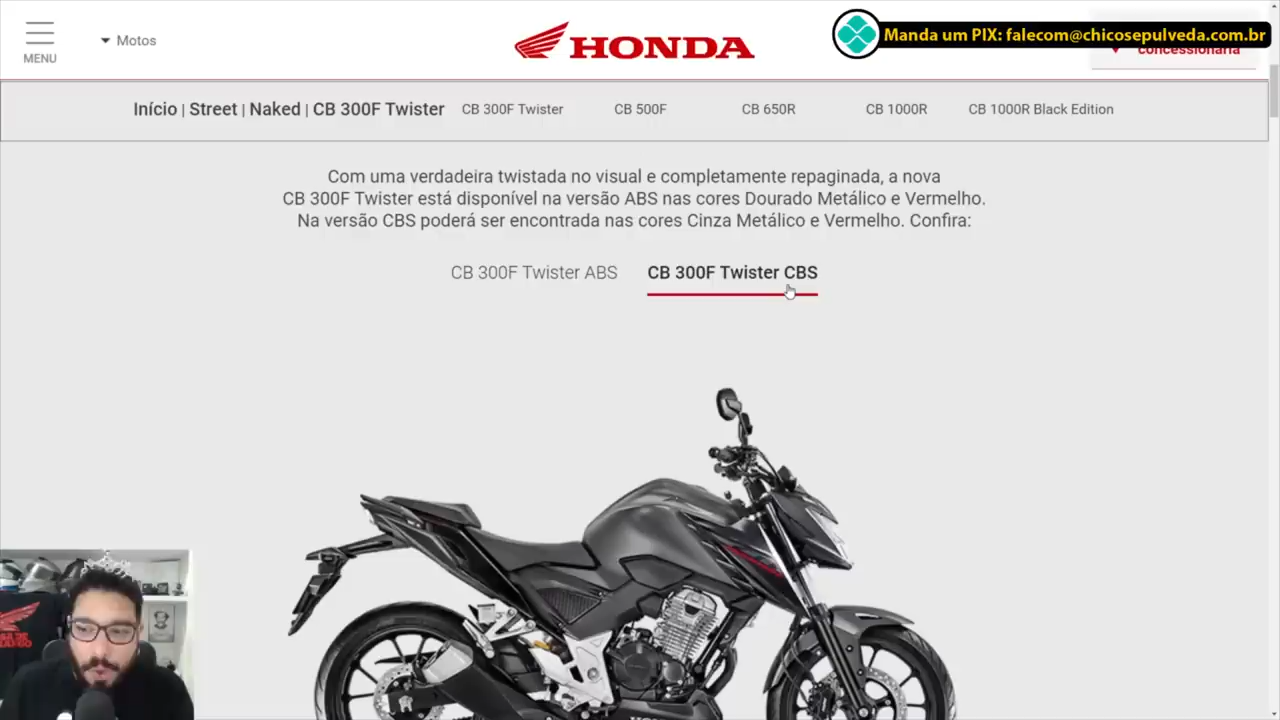 MENU
Motos
HONDA
Manda um PIX: falecom@chicosepulveda.com.br
concessionária
Início | Street | Naked | CB 300F Twister
CB 300F Twister
CB 500F
CB 650R
CB 1000R
CB 1000R Black Edition
Com uma verdadeira twistada no visual e completamente repaginada, a nova
CB 300F Twister está disponível na versão ABS nas cores Dourado Metálico e Vermelho.
Na versão CBS poderá ser encontrada nas cores Cinza Metálico e Vermelho. Confira:
CB 300F Twister ABS
CB 300F Twister CBS
HONDA